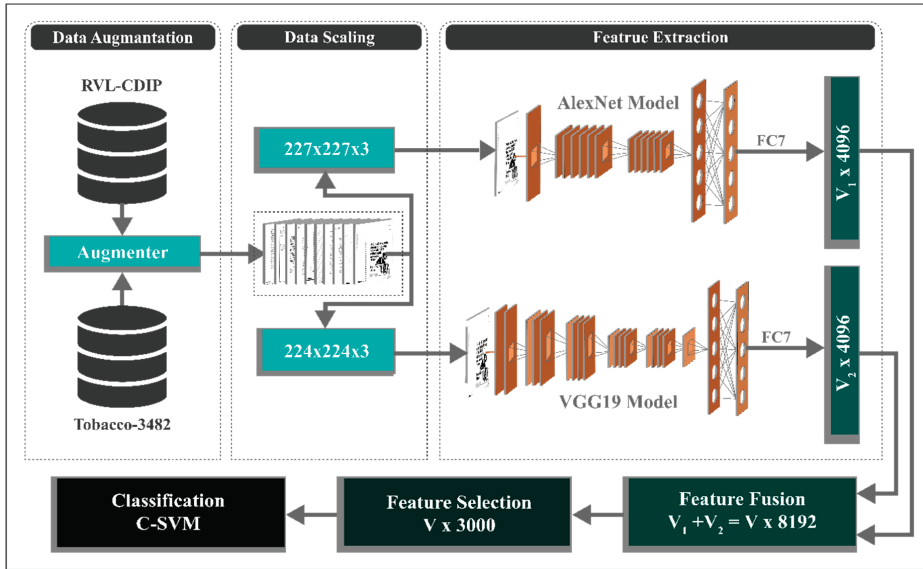 Data Augmantation
RVL-CDIP
Augmenter
Tobacco-3482
Data Scaling
227x227x3
224x224x3
Featrue Extraction
AlexNet Model
FC7
V₁ x 4096
VGG19 Model
FC7
V₂ x 4096
Feature Fusion
V₁ +V₂ = V x 8192
Feature Selection
V x 3000
Classification
C-SVM